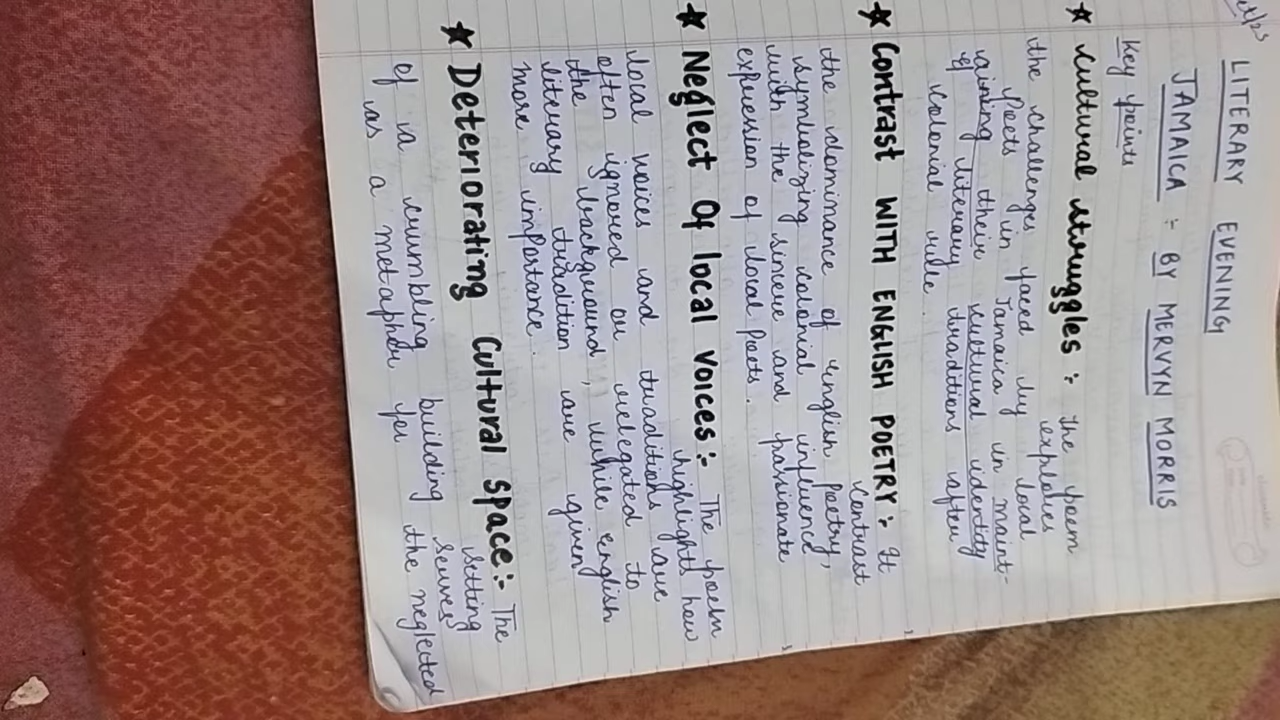 LITERARY EVENING
JAMAICA :- BY MERVYN MORRIS
Key points
★ Cultural struggles :- The poem
explores
the challenges faced by local
poets in Jamaica in maint-
aining their cultural identity
of literary traditions after
colonial rule.
★ Contrast WITH ENGLISH POETRY :- It
contrast
the dominance of English poetry,
symbolizing colonial influence,
with the sincere and passionate
expression of local poets.
★ Neglect Of local voices :- The poem
highlights how
local voices and traditions are
often ignored or relegated to
the background, while english
literary tradition are given
more importance.
★ Deteriorating Cultural space :- The
setting
of a crumbling building serves
as a metaphor for the neglected